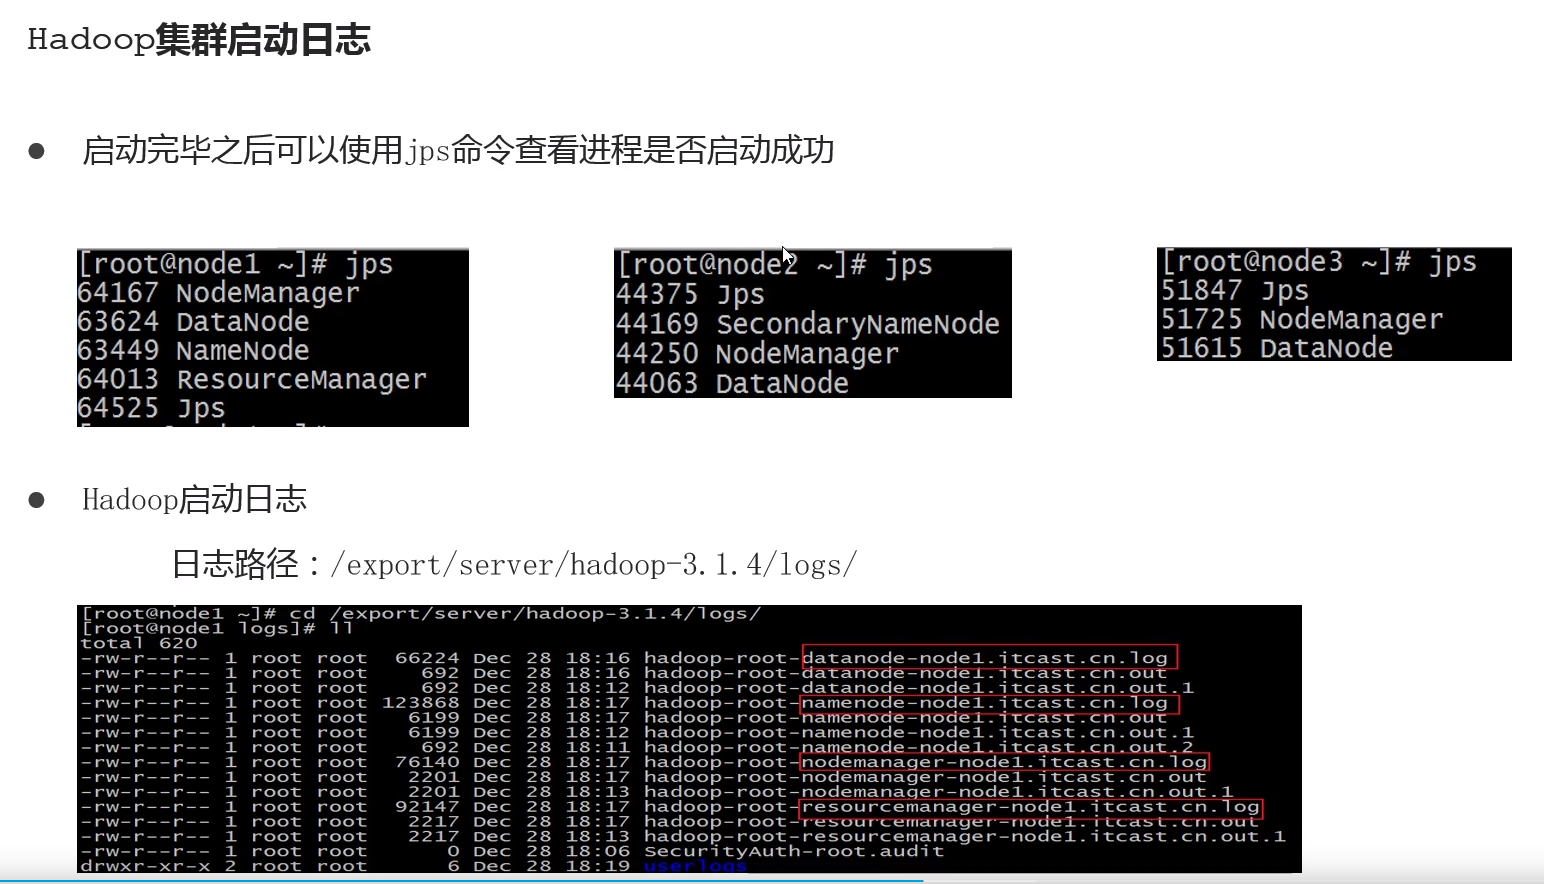 Hadoop集群启动日志
● 启动完毕之后可以使用jps命令查看进程是否启动成功
[root@node1 ~]# jps
64167 NodeManager
63624 DataNode
63449 NameNode
64013 ResourceManager
64525 Jps
[root@node2 ~]# jps
44375 Jps
44169 SecondaryNameNode
44250 NodeManager
44063 DataNode
[root@node3 ~]# jps
51847 Jps
51725 NodeManager
51615 DataNode
● Hadoop启动日志
日志路径：/export/server/hadoop-3.1.4/logs/
[root@node1 ~]# cd /export/server/hadoop-3.1.4/logs/
[root@node1 logs]# ll
total 620
-rw-r--r-- 1 root root 66224 Dec 28 18:16 hadoop-root-datanode-node1.itcast.cn.log
-rw-r--r-- 1 root root 692 Dec 28 18:16 hadoop-root-datanode-node1.itcast.cn.out
-rw-r--r-- 1 root root 692 Dec 28 18:12 hadoop-root-datanode-node1.itcast.cn.out.1
-rw-r--r-- 1 root root 123868 Dec 28 18:17 hadoop-root-namenode-node1.itcast.cn.log
-rw-r--r-- 1 root root 6199 Dec 28 18:17 hadoop-root-namenode-node1.itcast.cn.out
-rw-r--r-- 1 root root 6199 Dec 28 18:12 hadoop-root-namenode-node1.itcast.cn.out.1
-rw-r--r-- 1 root root 692 Dec 28 18:11 hadoop-root-namenode-node1.itcast.cn.out.2
-rw-r--r-- 1 root root 76140 Dec 28 18:17 hadoop-root-nodemanager-node1.itcast.cn.log
-rw-r--r-- 1 root root 2201 Dec 28 18:17 hadoop-root-nodemanager-node1.itcast.cn.out
-rw-r--r-- 1 root root 2201 Dec 28 18:13 hadoop-root-nodemanager-node1.itcast.cn.out.1
-rw-r--r-- 1 root root 92147 Dec 28 18:17 hadoop-root-resourcemanager-node1.itcast.cn.log
-rw-r--r-- 1 root root 2217 Dec 28 18:17 hadoop-root-resourcemanager-node1.itcast.cn.out
-rw-r--r-- 1 root root 2217 Dec 28 18:13 hadoop-root-resourcemanager-node1.itcast.cn.out.1
-rw-r--r-- 1 root root 0 Dec 28 18:06 SecurityAuth-root.audit
drwxr-xr-x 2 root root 6 Dec 28 18:19 userlogs